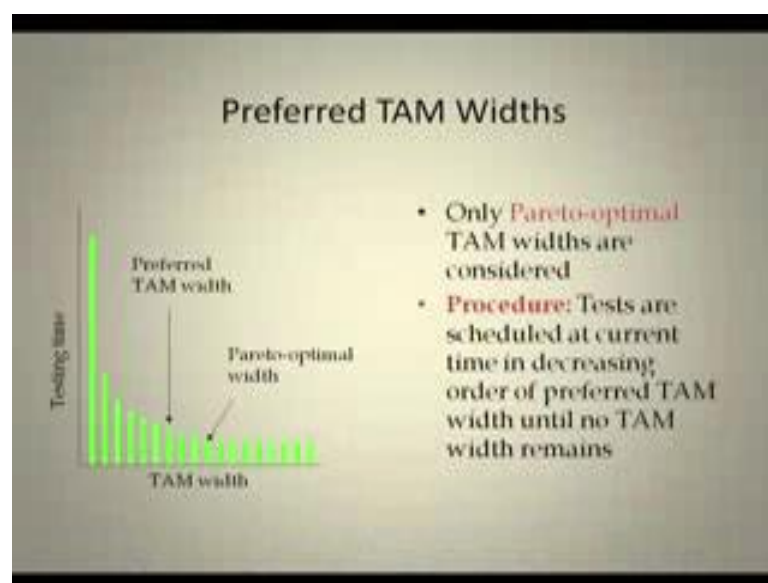 Preferred TAM Widths
Testing time
Preferred
TAM width
Pareto-optimal
width
TAM width
• Only Pareto-optimal
TAM widths are
considered
• Procedure: Tests are
scheduled at current
time in decreasing
order of preferred TAM
width until no TAM
width remains